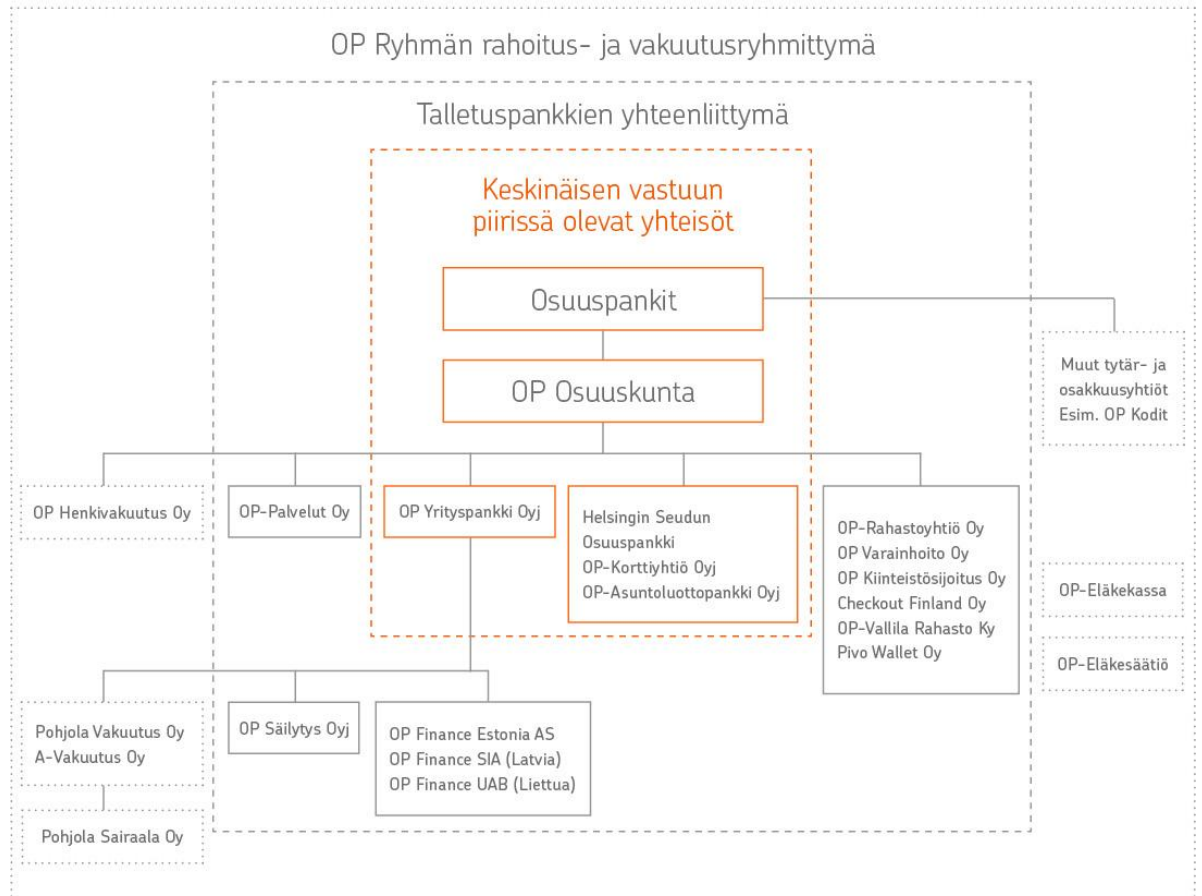 OP Ryhmän rahoitus- ja vakuutusryhmittymä
Talletuspankkien yhteenliittymä
Keskinäisen vastuun
piirissä olevat yhteisöt
Osuuspankit
OP Osuuskunta
Muut tytär- ja
osakkuusyhtiöt
Esim. OP Kodit
OP Henkivakuutus Oy
OP-Palvelut Oy
OP Yrityspankki Oyj
Helsingin Seudun
Osuuspankki
OP-Korttiyhtiö Oyj
OP-Asuntoluottopankki Oyj
OP-Rahastoyhtiö Oy
OP Varainhoito Oy
OP Kiinteistösijoitus Oy
Checkout Finland Oy
OP-Vallila Rahasto Ky
Pivo Wallet Oy
OP-Eläkekassa
OP-Eläkesäätiö
Pohjola Vakuutus Oy
A-Vakuutus Oy
OP Säilytys Oyj
OP Finance Estonia AS
OP Finance SIA (Latvia)
OP Finance UAB (Liettua)
Pohjola Sairaala Oy